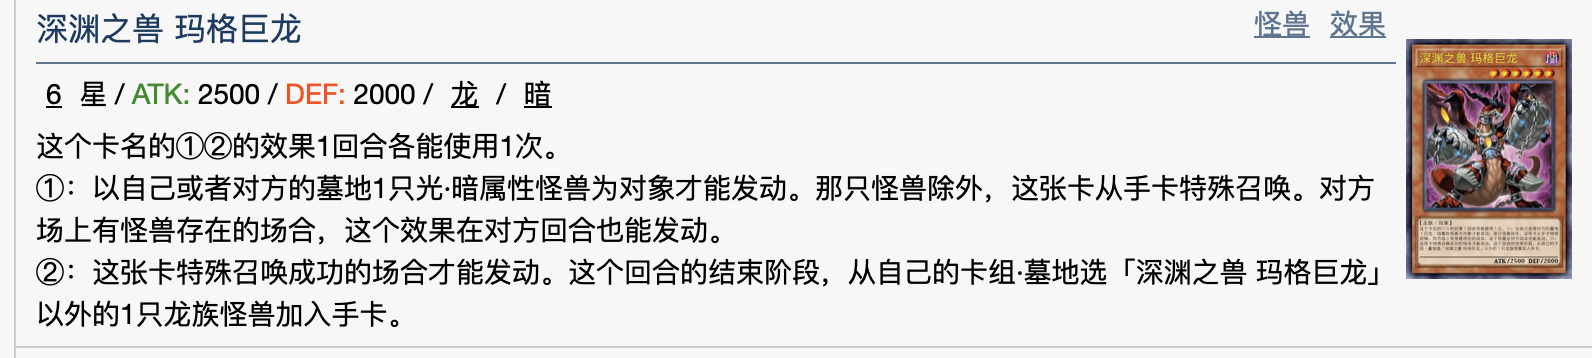 深渊之兽 玛格巨龙
怪兽 效果
6 星 / ATK: 2500 / DEF: 2000 / 龙 / 暗
这个卡名的①②的效果1回合各能使用1次。
①：以自己或者对方的墓地1只光·暗属性怪兽为对象才能发动。那只怪兽除外，这张卡从手卡特殊召唤。对方
场上有怪兽存在的场合，这个效果在对方回合也能发动。
②：这张卡特殊召唤成功的场合才能发动。这个回合的结束阶段，从自己的卡组·墓地选「深渊之兽 玛格巨龙」
以外的1只龙族怪兽加入手卡。
深渊之兽 玛格巨龙
闇
ATK/2500 DEF/2000